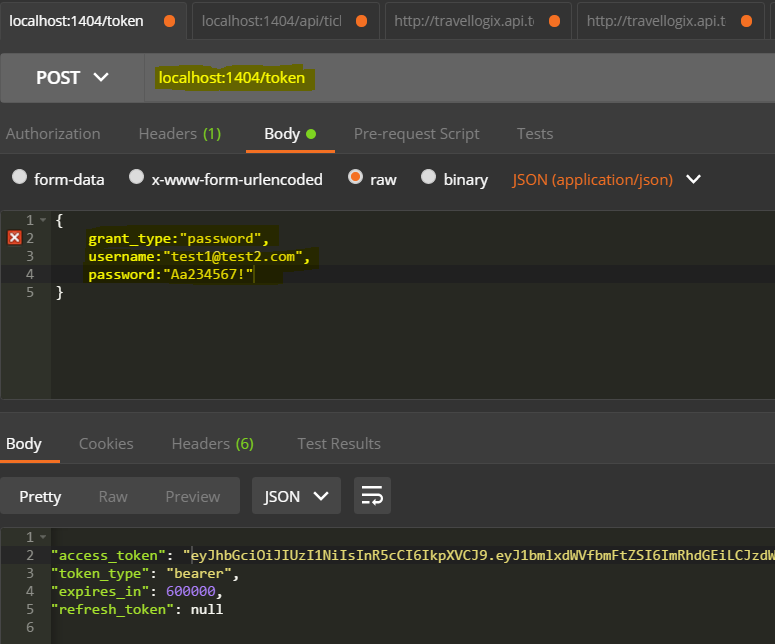 localhost:1404/token localhost:1404/api/ticl http://travellogix.api.t http://travellogix.api.t
POST localhost:1404/token
Authorization Headers (1) Body Pre-request Script Tests
form-data x-www-form-urlencoded raw binary JSON (application/json)
1 {
2 grant_type:"password",
3 username:"test1@test2.com",
4 password:"Aa234567!"
5 }
Body Cookies Headers (6) Test Results
Pretty Raw Preview JSON
1
2 "access_token": "eyJhbGciOiJIUzI1NiIsInR5cCI6IkpXVCJ9.eyJ1bmlxdWVfbmFtZSI6ImRhdGEiLCJzdW
3 "token_type": "bearer",
4 "expires_in": 600000,
5 "refresh_token": null
6